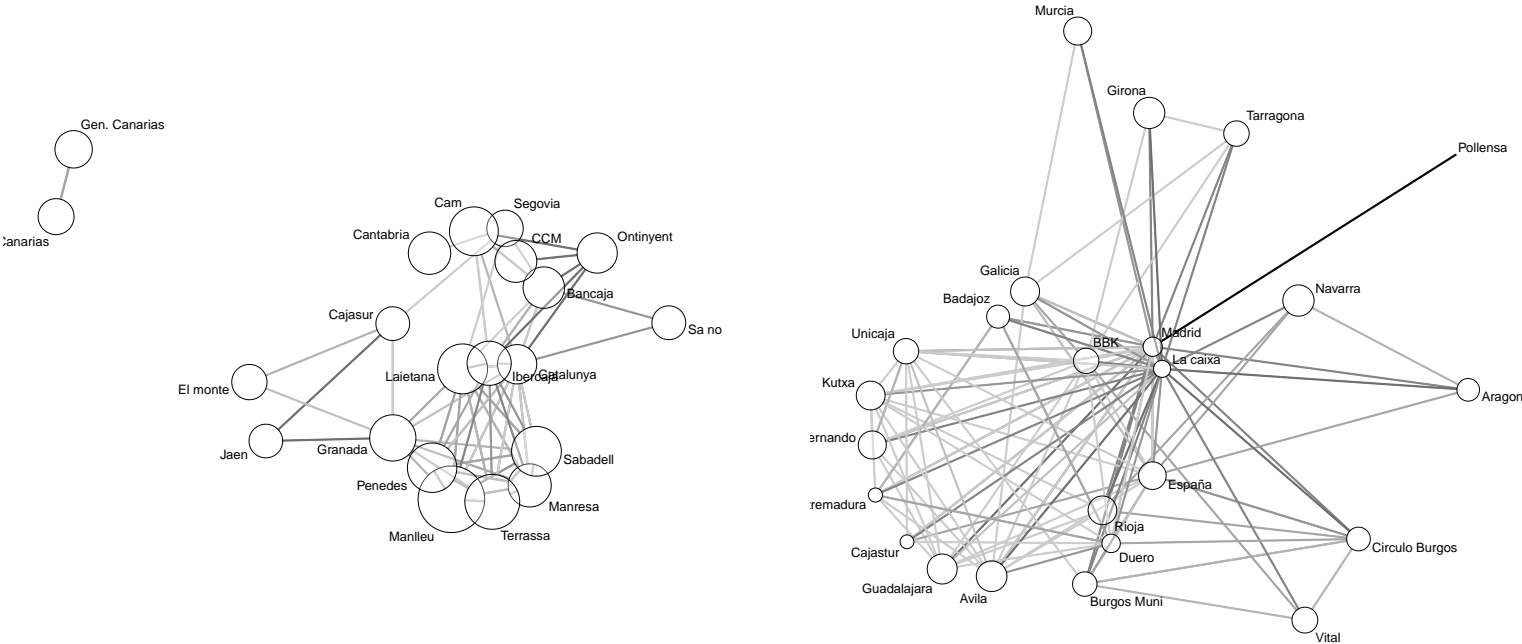 Murcia
Girona
Tarragona
Gen. Canarias
Pollensa
Cam
Segovia
Cantabria
CCM
Ontinyent
Canarias
Galicia
Navarra
Bancaja
Badajoz
Cajasur
Sa no
Unicaja
BBK
Madrid
La caixa
Laietana
Ibercaja
Catalunya
El monte
Kutxa
Aragon
ernando
Jaen
Granada
Sabadell
Penedes
España
Manresa
tremadura
Manlleu
Terrassa
Rioja
Cajastur
Duero
Circulo Burgos
Guadalajara
Avila
Burgos Muni
Vital